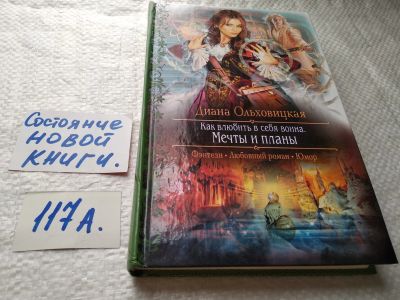 Состояние
НОВОЙ
КНИГИ.
117А.
Диана Ольховицкая
Как влюбить в себя воина.
Мечты и планы
Фэнтези • Любовный роман • Юмор